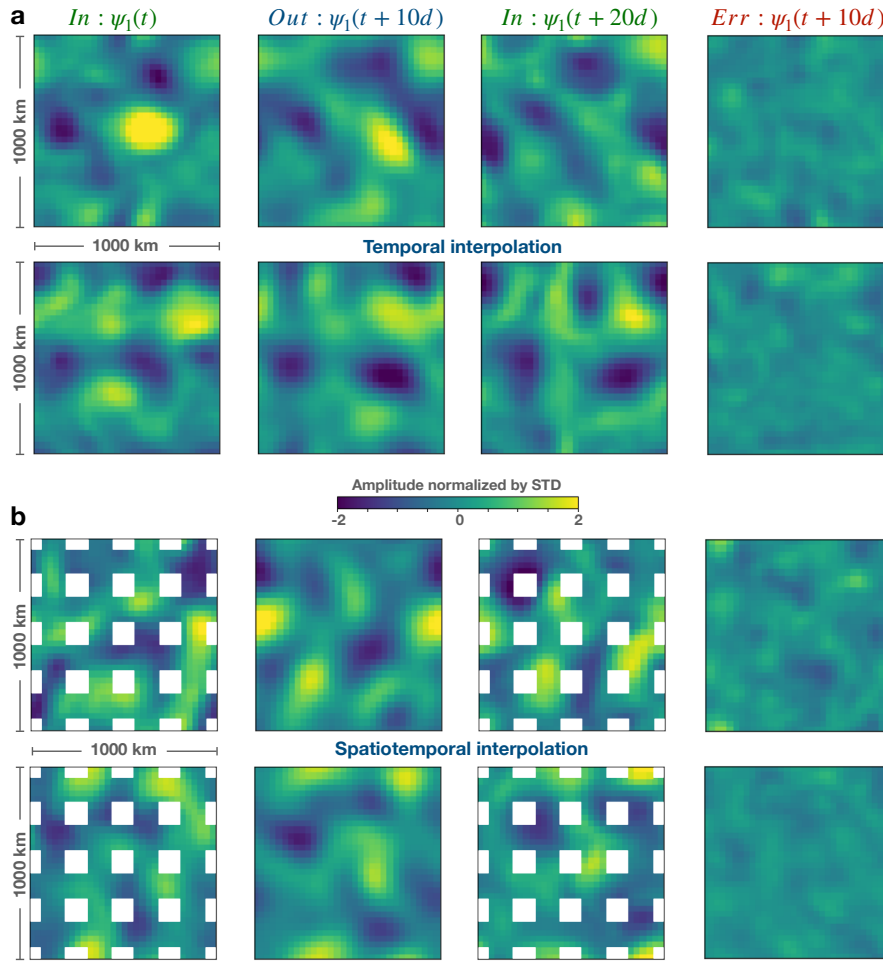 a
In : ψ₁(t)
Out : ψ₁(t + 10d)
In : ψ₁(t + 20d)
Err : ψ₁(t + 10d)
1000 km
1000 km
Temporal interpolation
1000 km
Amplitude normalized by STD
-2
0
2
b
1000 km
1000 km
Spatiotemporal interpolation
1000 km